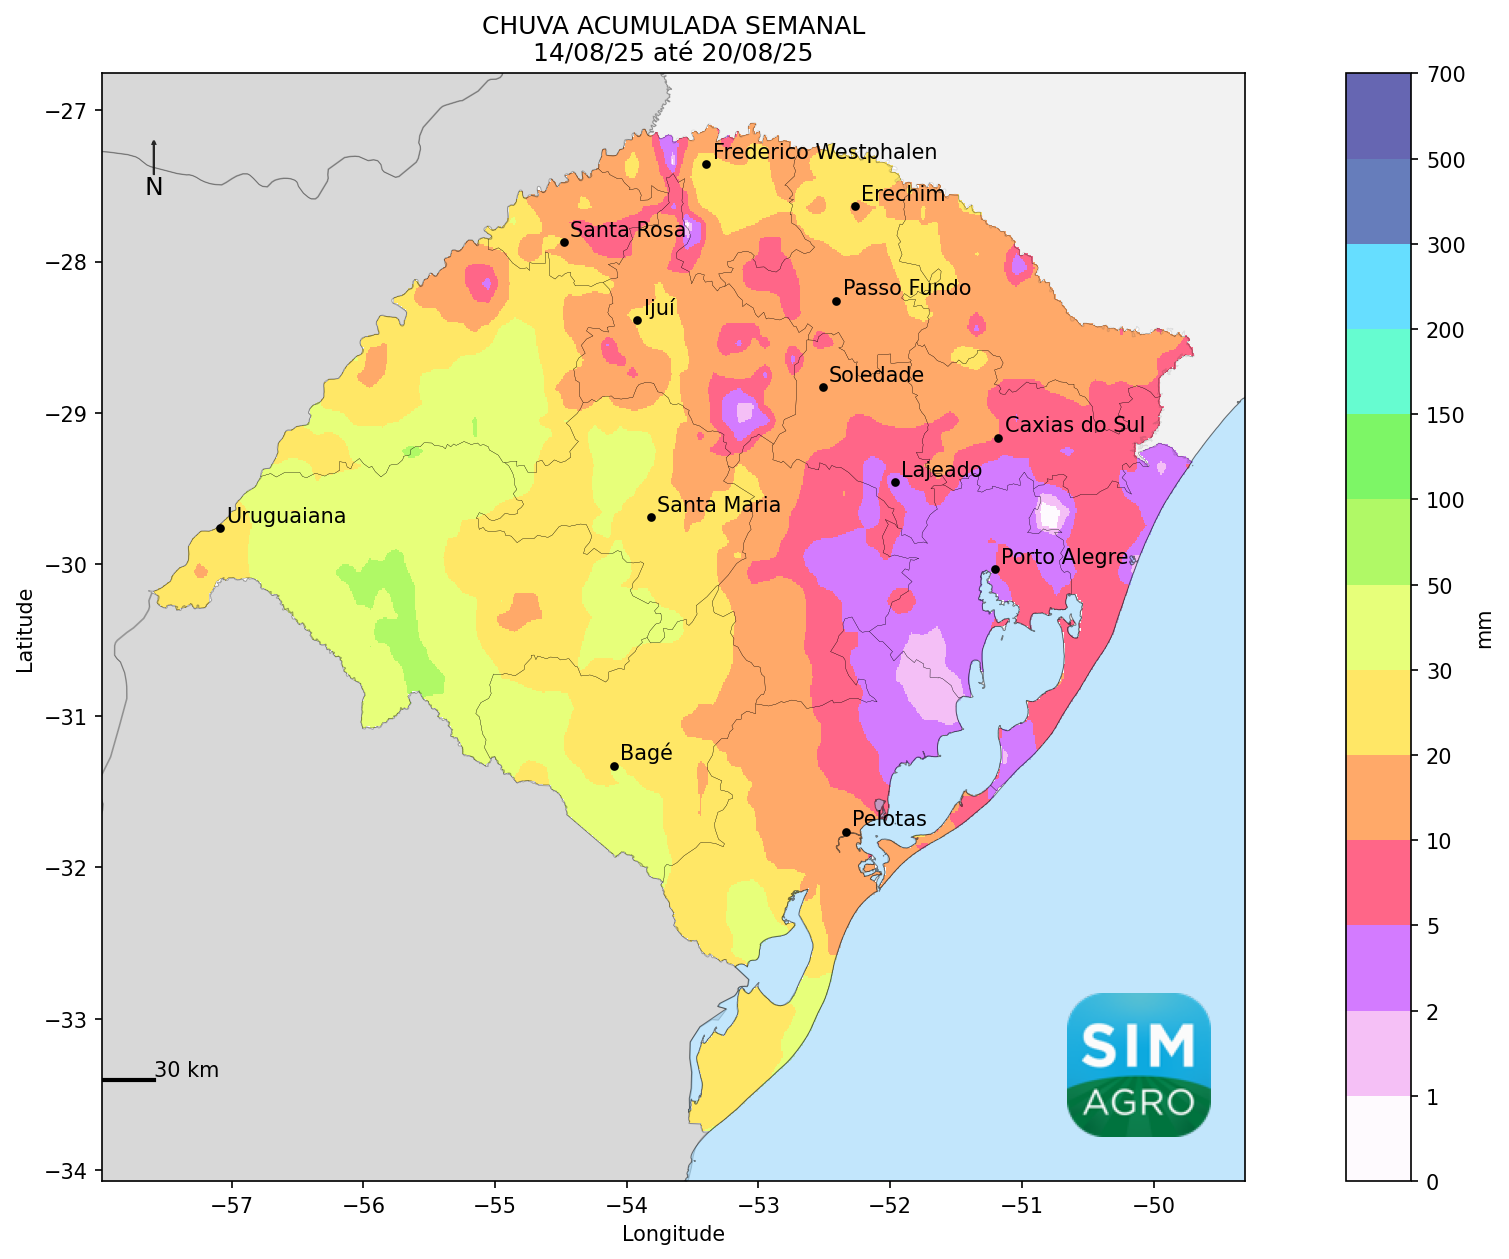 CHUVA ACUMULADA SEMANAL
14/08/25 até 20/08/25
−27
−28
−29
−30
−31
−32
−33
−34
Latitude
N
Frederico Westphalen
Erechim
Santa Rosa
Passo Fundo
Ijuí
Soledade
Caxias do Sul
Lajeado
Santa Maria
Uruguaiana
Porto Alegre
Bagé
Pelotas
30 km
SIM
AGRO
−57
−56
−55
−54
−53
−52
−51
−50
Longitude
700
500
300
200
150
100
50
30
20
10
5
2
1
0
mm